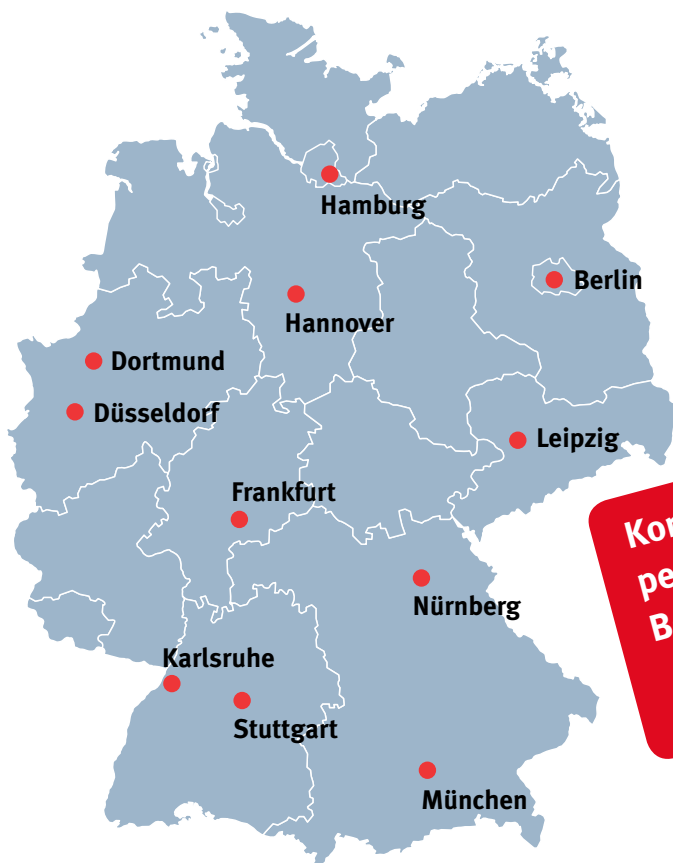 Hamburg
Berlin
Hannover
Dortmund
Düsseldorf
Leipzig
Frankfurt
Nürnberg
Karlsruhe
Stuttgart
München